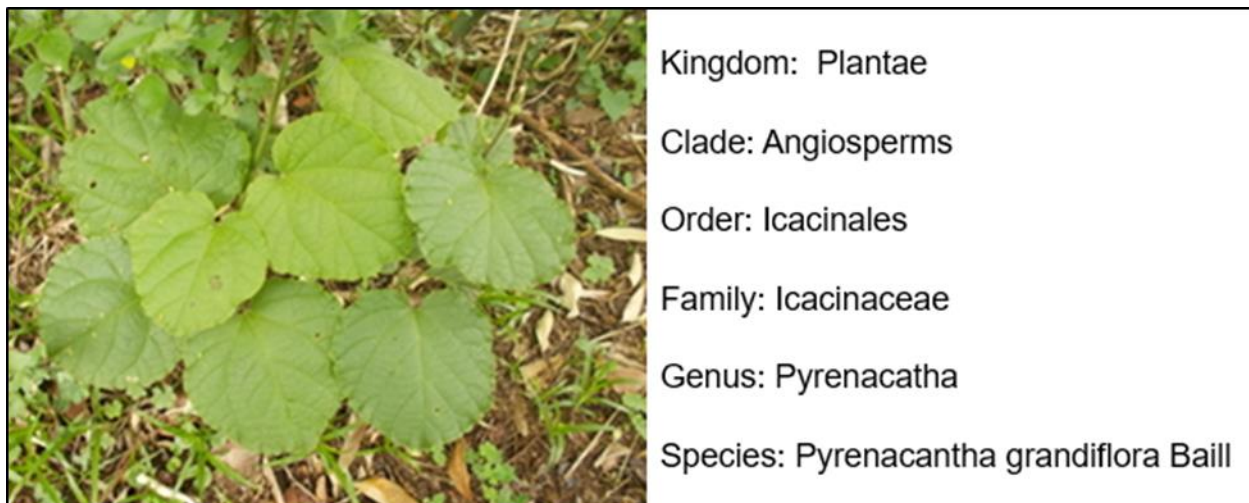 Kingdom:  Plantae
Clade: Angiosperms
Order: Icacinales
Family: Icacinaceae
Genus: Pyrenacatha
Species: Pyrenacantha grandiflora Baill